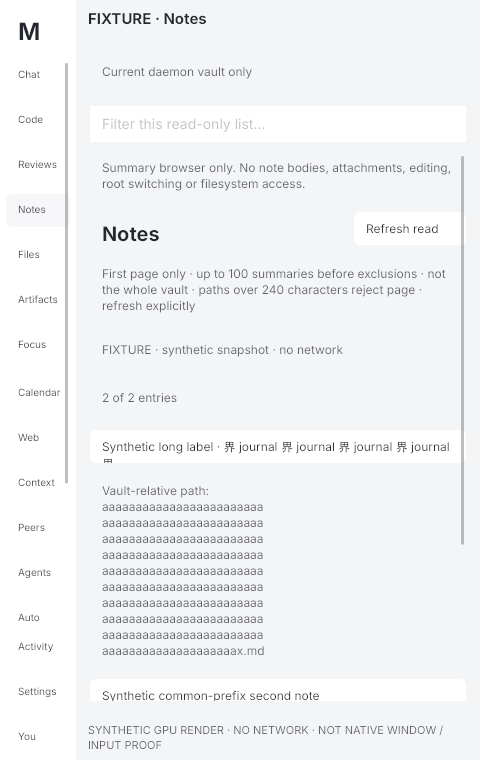 M
Chat
Code
Reviews
Notes
Files
Artifacts
Focus
Calendar
Web
Context
Peers
Agents
Auto
Activity
Settings
You
FIXTURE · Notes
Current daemon vault only
Filter this read-only list...
Summary browser only. No note bodies, attachments, editing,
root switching or filesystem access.
Notes
Refresh read
First page only · up to 100 summaries before exclusions · not
the whole vault · paths over 240 characters reject page ·
refresh explicitly
FIXTURE · synthetic snapshot · no network
2 of 2 entries
Synthetic long label · 界 journal 界 journal 界 journal 界 journal
Vault-relative path:
aaaaaaaaaaaaaaaaaaaaaaaa
aaaaaaaaaaaaaaaaaaaaaaaa
aaaaaaaaaaaaaaaaaaaaaaaa
aaaaaaaaaaaaaaaaaaaaaaaa
aaaaaaaaaaaaaaaaaaaaaaaa
aaaaaaaaaaaaaaaaaaaaaaaa
aaaaaaaaaaaaaaaaaaaaaaaa
aaaaaaaaaaaaaaaaaaaaaaaa
aaaaaaaaaaaaaaaaaaaaaaaa
aaaaaaaaaaaaaaaaaaaax.md
Synthetic common-prefix second note
SYNTHETIC GPU RENDER · NO NETWORK · NOT NATIVE WINDOW /
INPUT PROOF